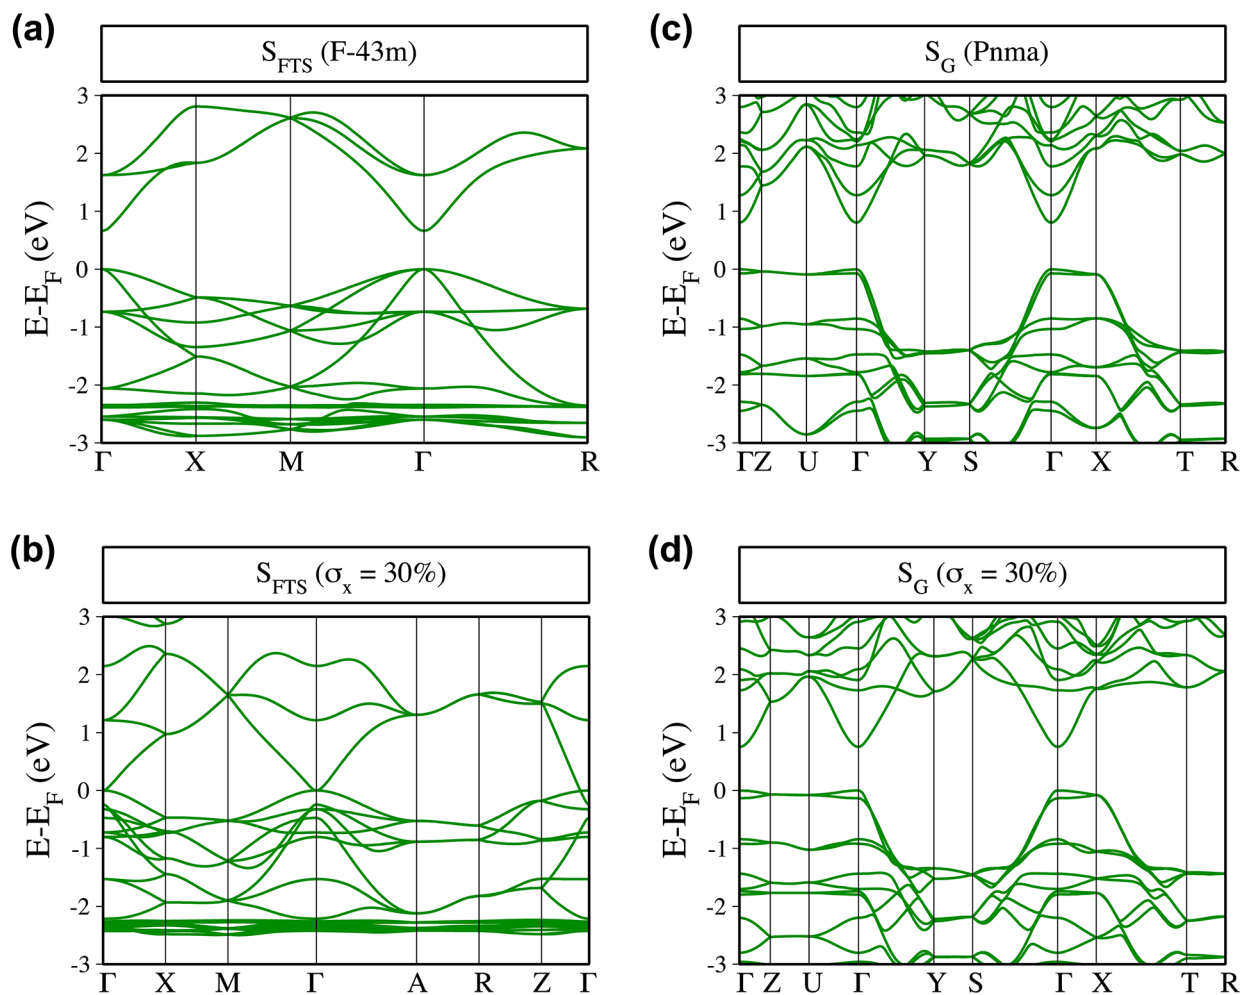 (a)
S_FTS (F-43m)
3
2
1
0
-1
-2
-3
E-E_F (eV)
Γ X M Γ R
(c)
S_G (Pnma)
3
2
1
0
-1
-2
-3
E-E_F (eV)
Γ Z U Γ Y S Γ X T R
(b)
S_FTS (σ_x = 30%)
3
2
1
0
-1
-2
-3
E-E_F (eV)
Γ X M Γ A R Z Γ
(d)
S_G (σ_x = 30%)
3
2
1
0
-1
-2
-3
E-E_F (eV)
Γ Z U Γ Y S Γ X T R